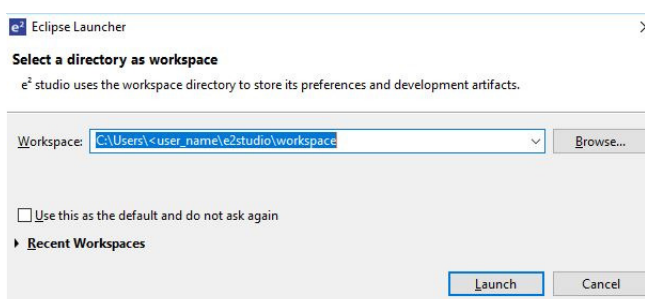 e² Eclipse Launcher
Select a directory as workspace
e² studio uses the workspace directory to store its preferences and development artifacts.
Workspace: C:\Users\<user_name\e2studio\workspace Browse...
Use this as the default and do not ask again
Recent Workspaces
Launch Cancel